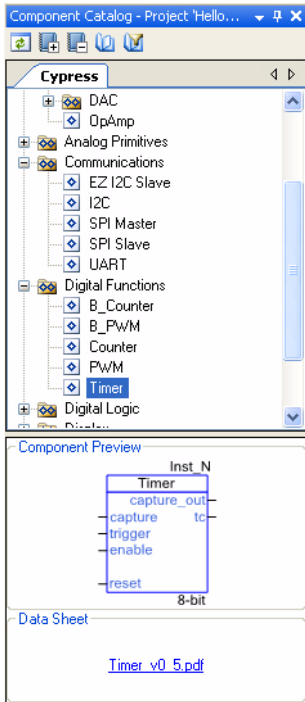 Component Catalog - Project 'Hello...
Cypress
DAC
OpAmp
Analog Primitives
Communications
EZ I2C Slave
I2C
SPI Master
SPI Slave
UART
Digital Functions
B_Counter
B_PWM
Counter
PWM
Timer
Digital Logic
Display
Component Preview
Inst_N
Timer
capture_out
capture tc
trigger
enable
reset
8-bit
Data Sheet
Timer_v0_5.pdf